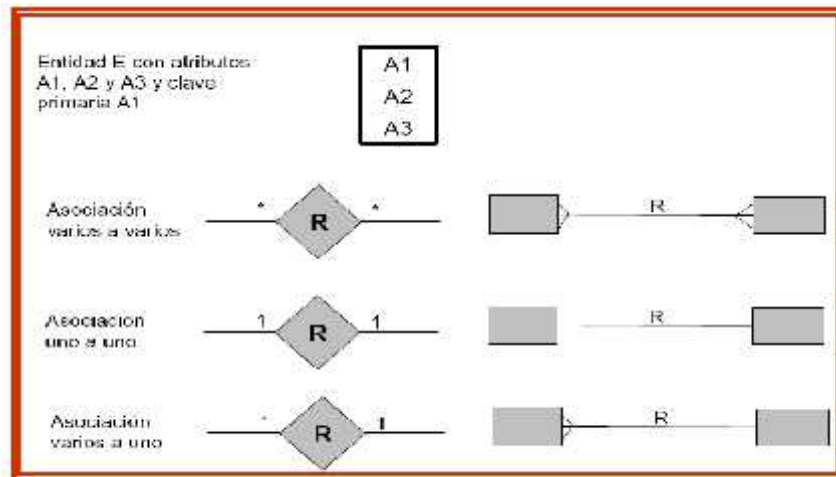 Entidad E con atributos
A1, A2 y A3 y clave
primaria A1
A1
A2
A3
Asociación
varios a varios
* R *
R
Asociacion
uno a uno
1 R 1
R
Asociacion
varios a uno
R 1
R